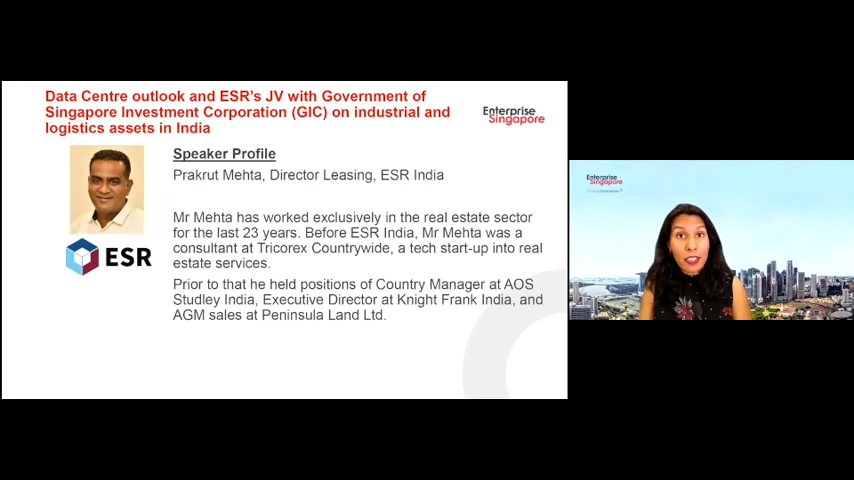 Data Centre outlook and ESR's JV with Government of
Singapore Investment Corporation (GIC) on industrial and
logistics assets in India
Enterprise
Singapore
Speaker Profile
Prakrut Mehta, Director Leasing, ESR India
Mr Mehta has worked exclusively in the real estate sector
for the last 23 years. Before ESR India, Mr Mehta was a
consultant at Tricorex Countrywide, a tech start-up into real
estate services.
Prior to that he held positions of Country Manager at AOS
Studley India, Executive Director at Knight Frank India, and
AGM sales at Peninsula Land Ltd.
ESR
Enterprise
Singapore